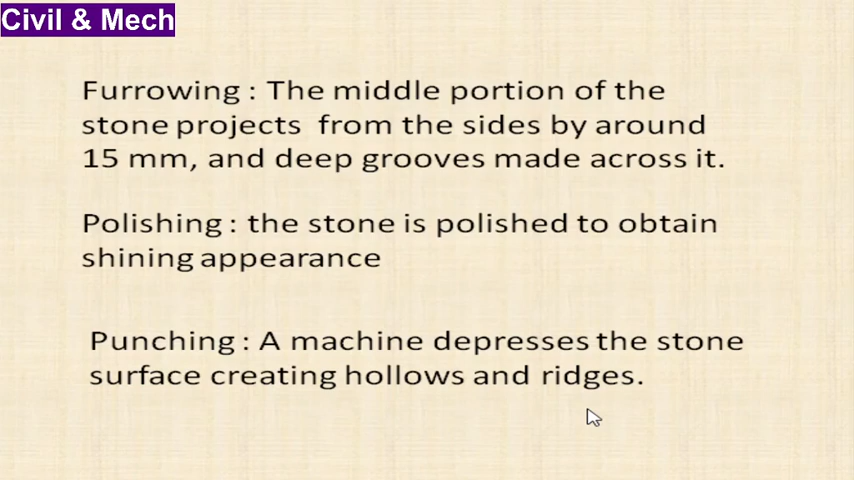 Civil & Mech
Furrowing : The middle portion of the
stone projects from the sides by around
15 mm, and deep grooves made across it.
Polishing : the stone is polished to obtain
shining appearance
Punching : A machine depresses the stone
surface creating hollows and ridges.